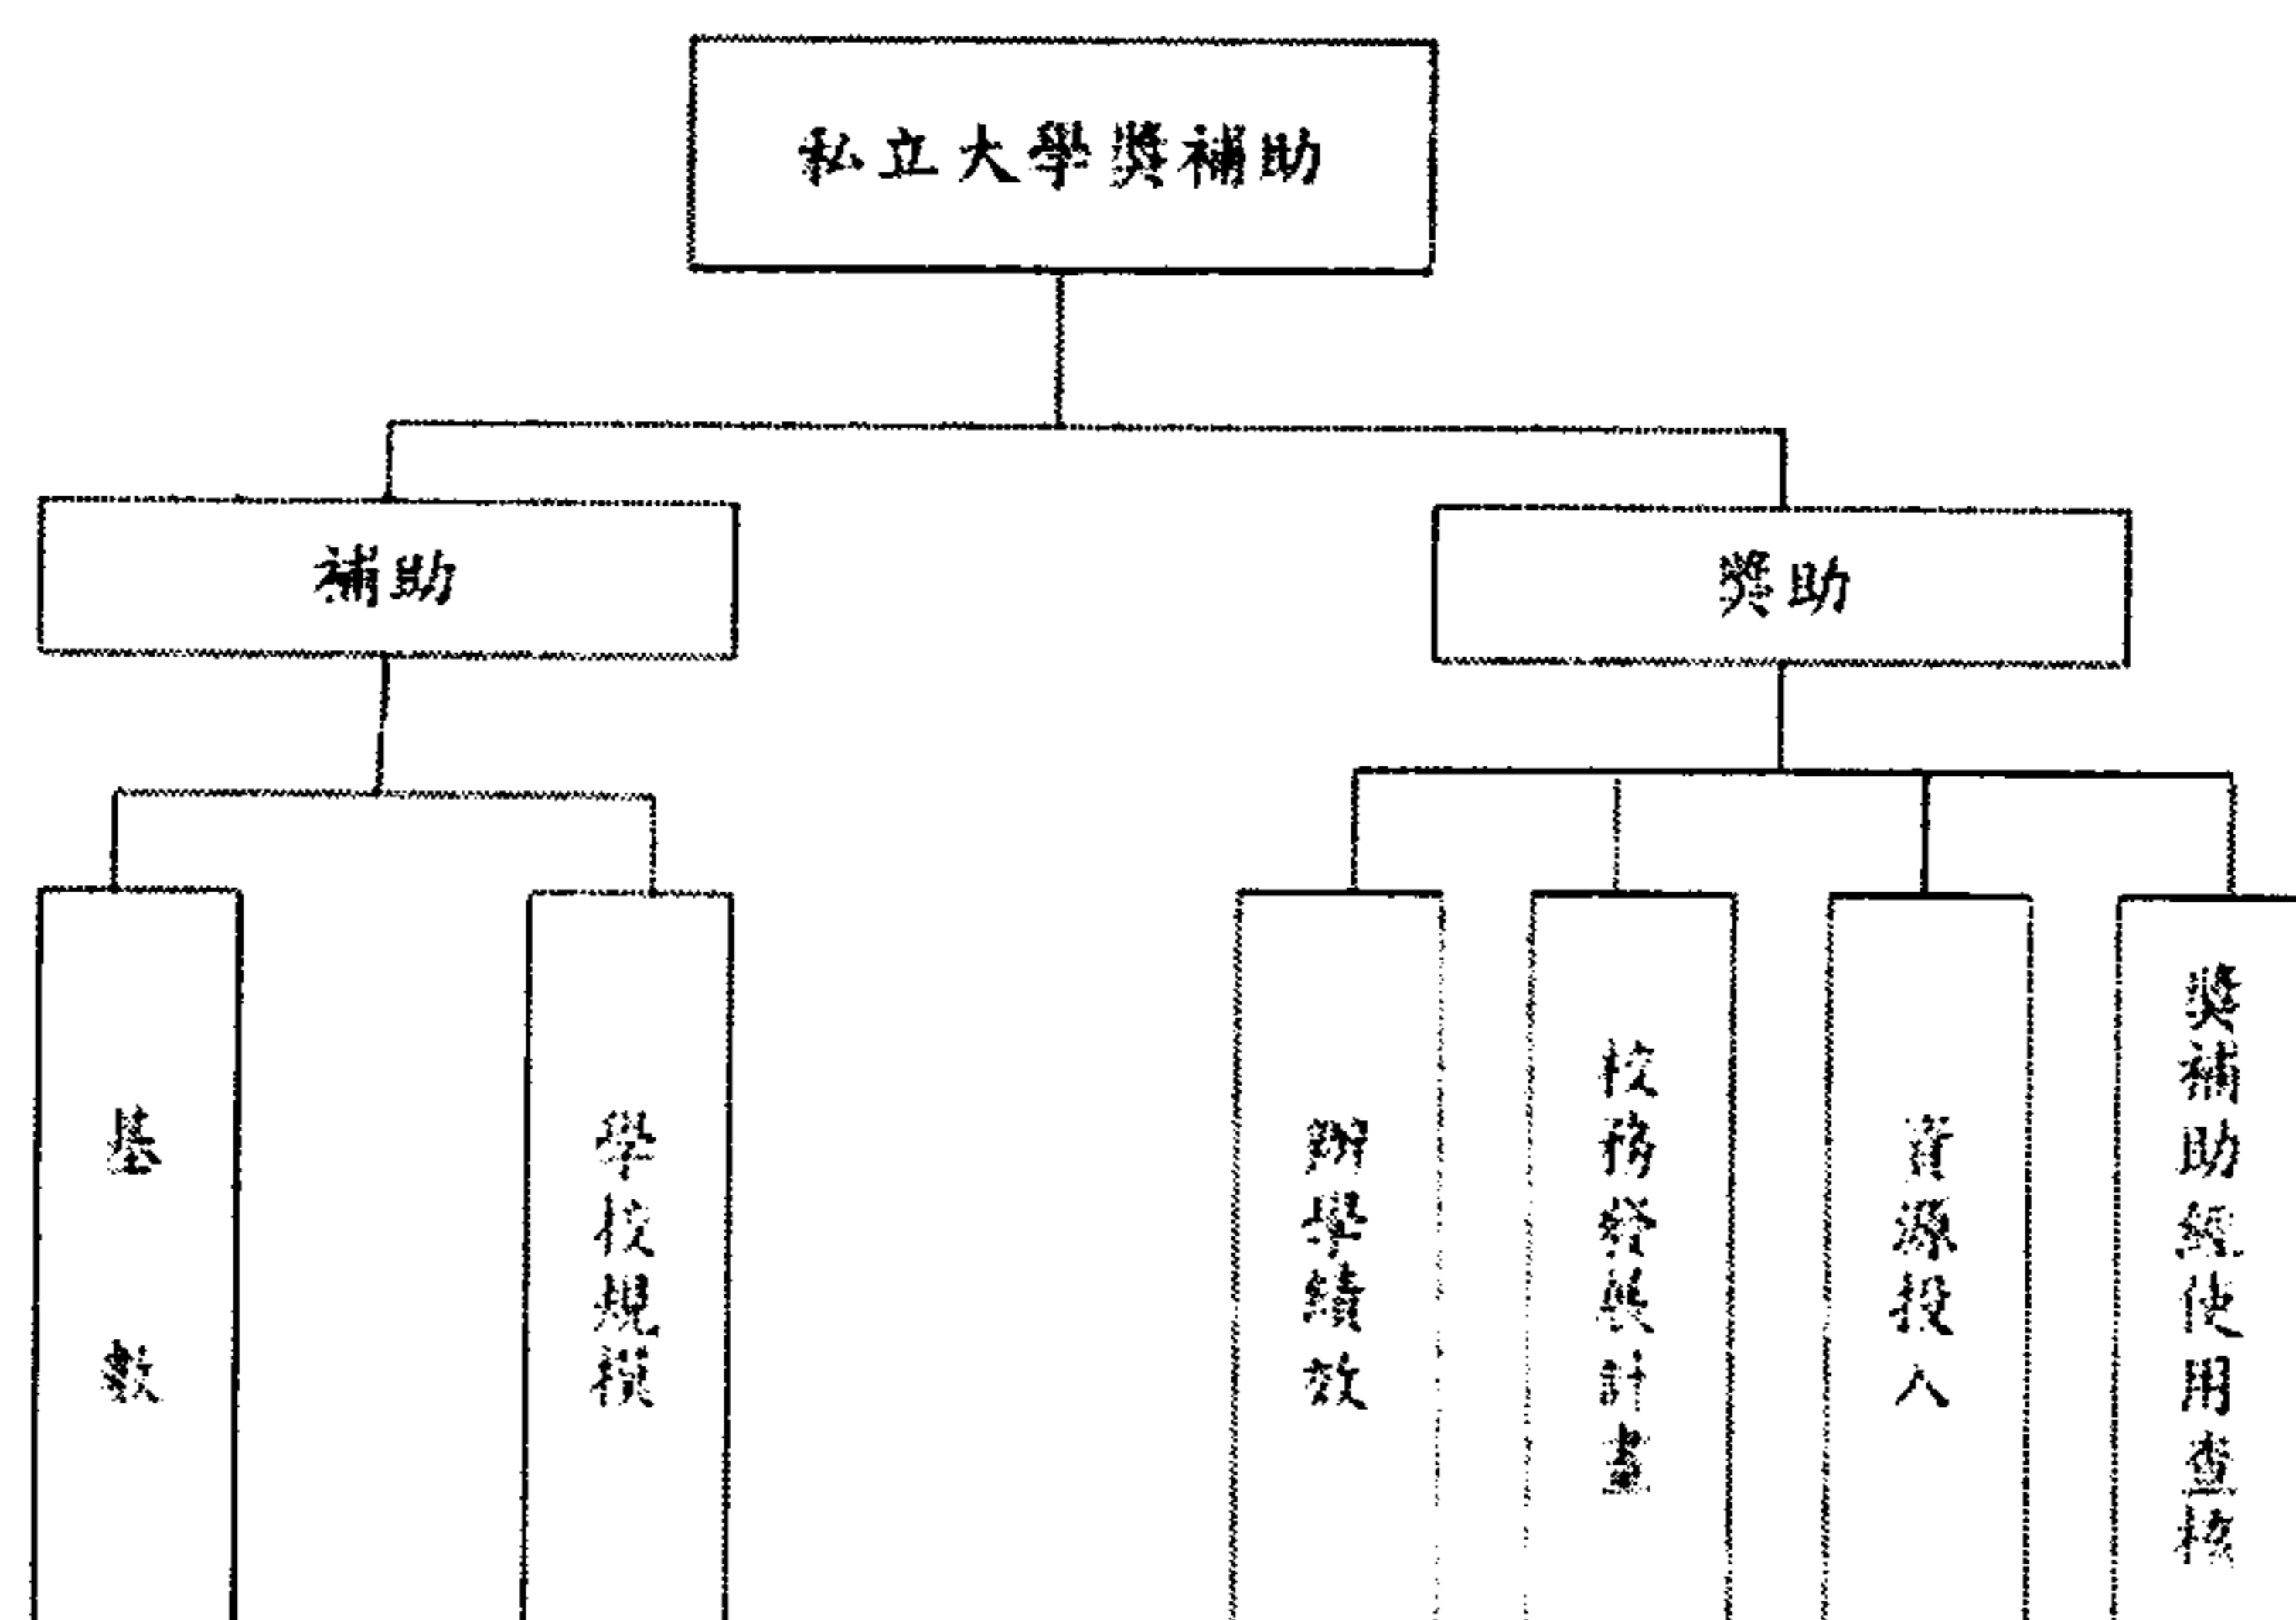 私立大學獎補助
補助
獎助
基數
學校規模
辦學績效
校務發展計畫
資源投入
獎補助經使用查核